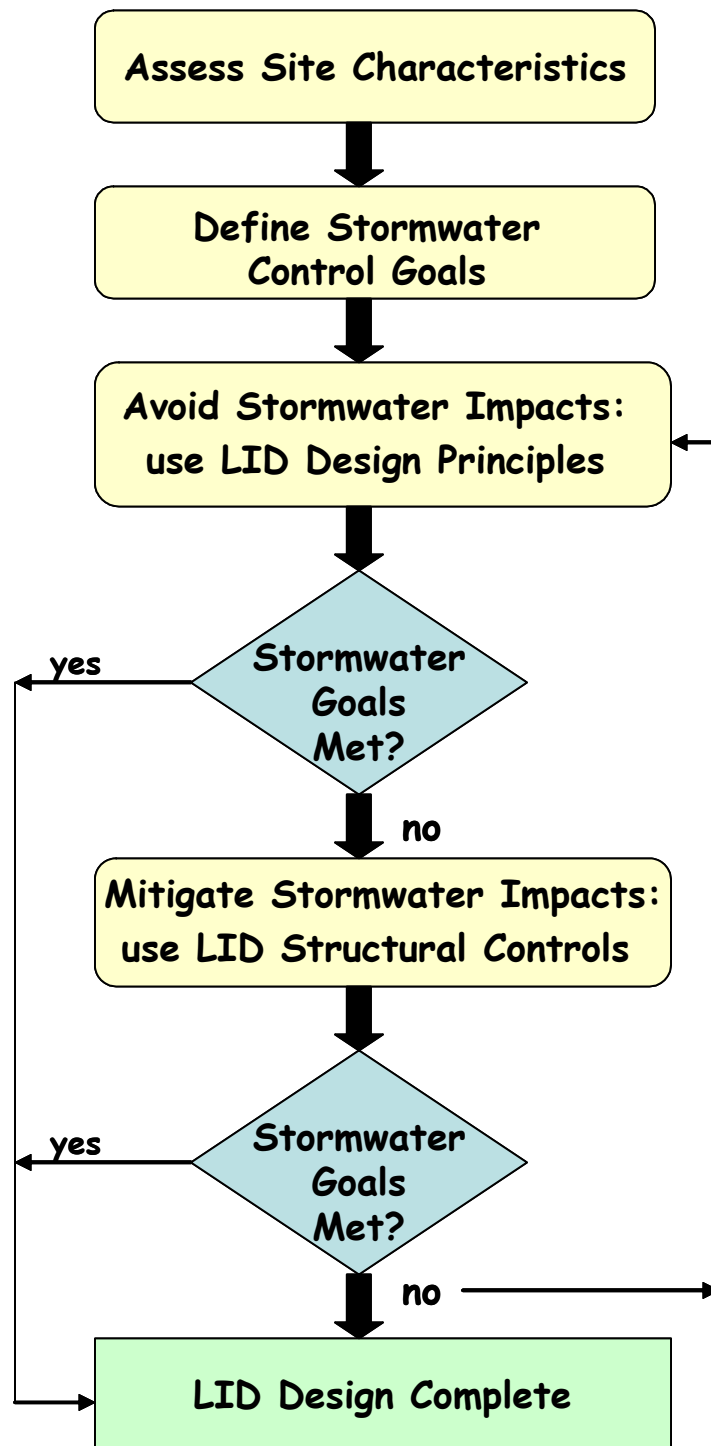 Assess Site Characteristics
Define Stormwater
Control Goals
Avoid Stormwater Impacts:
use LID Design Principles
yes
Stormwater
Goals
Met?
no
Mitigate Stormwater Impacts:
use LID Structural Controls
yes
Stormwater
Goals
Met?
no
LID Design Complete